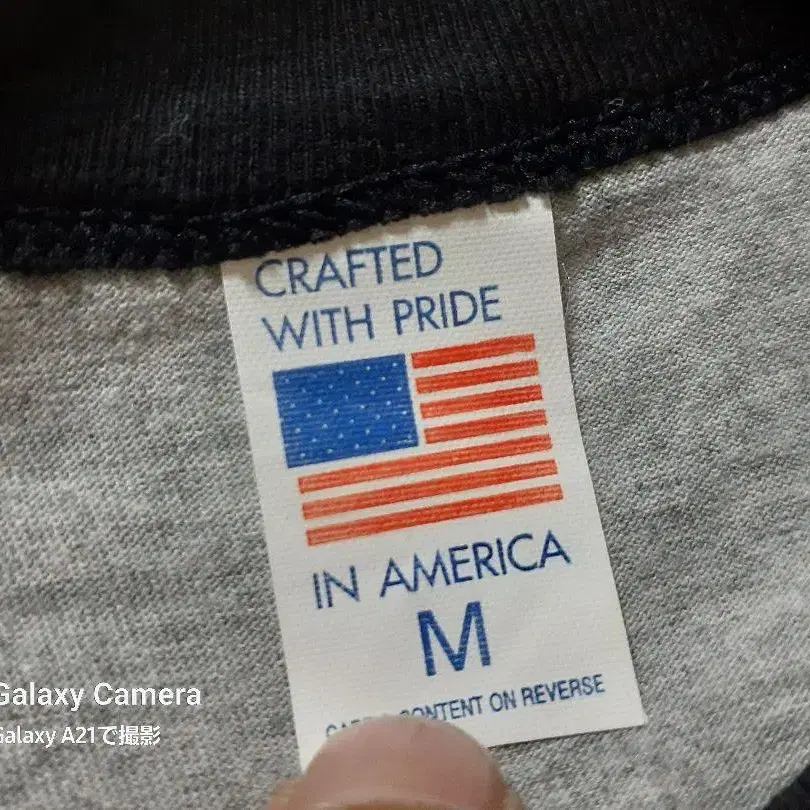 CRAFTED
WITH PRIDE
IN AMERICA
M
CONTENT ON REVERSE
Galaxy Camera
Galaxy A21で撮影